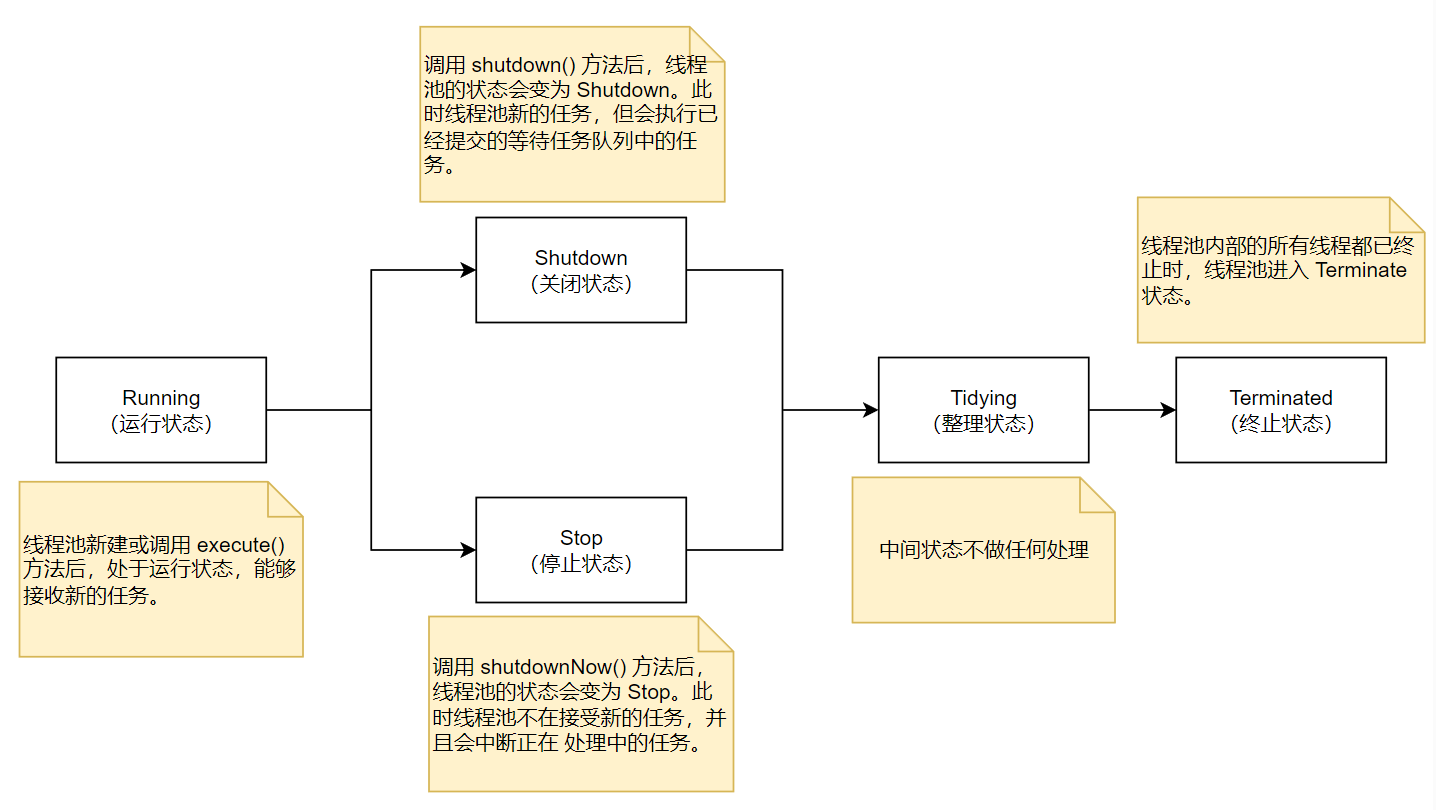 调用 shutdown() 方法后，线程
池的状态会变为 Shutdown。此
时线程池新的任务，但会执行已
经提交的等待任务队列中的任
务。
Shutdown
（关闭状态）
线程池内部的所有线程都已终
止时，线程池进入 Terminate
状态。
Running
（运行状态）
Tidying
（整理状态）
Terminated
（终止状态）
线程池新建或调用 execute()
方法后，处于运行状态，能够
接收新的任务。
Stop
（停止状态）
中间状态不做任何处理
调用 shutdownNow() 方法后，
线程池的状态会变为 Stop。此
时线程池不在接受新的任务，并
且会中断正在 处理中的任务。